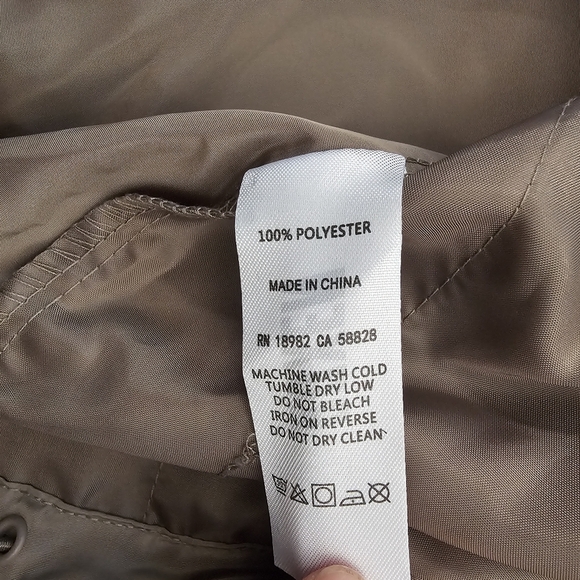 100% POLYESTER
MADE IN CHINA
RN 18982 CA 58828
MACHINE WASH COLD
TUMBLE DRY LOW
DO NOT BLEACH
IRON ON REVERSE
DO NOT DRY CLEAN